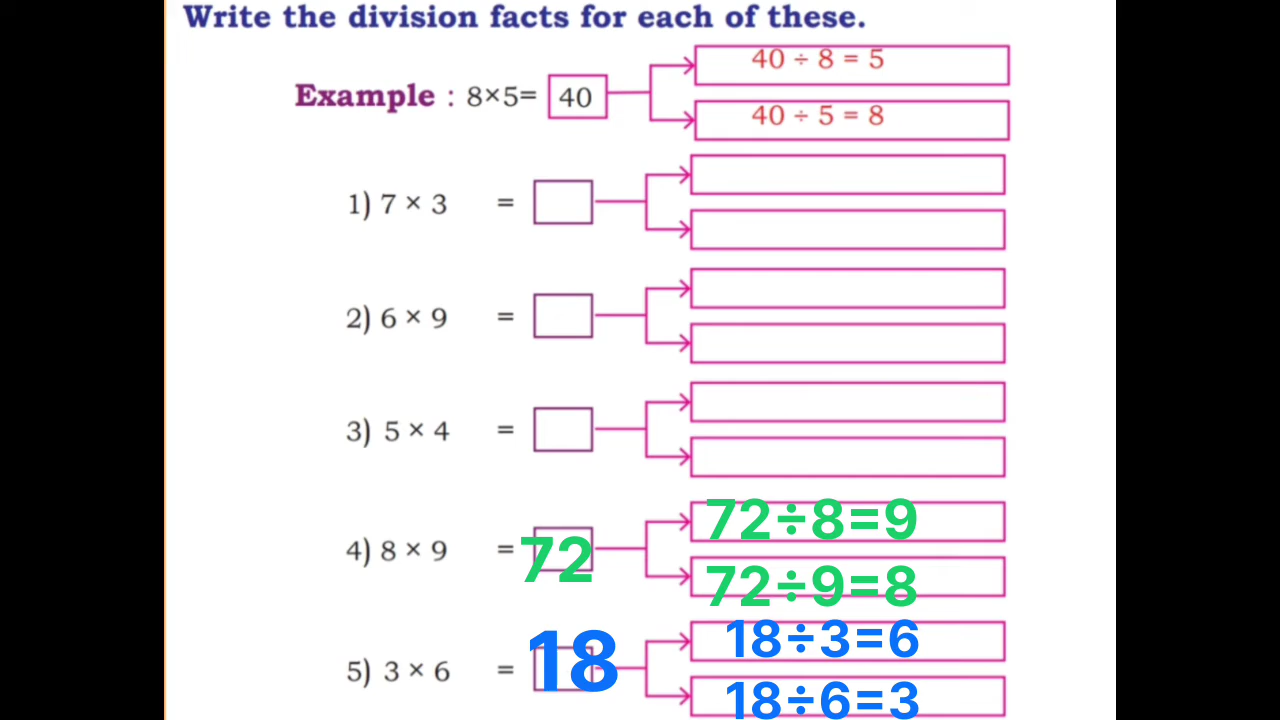 Write the division facts for each of these.
40 ÷ 8 = 5
Example : 8×5= 40
40 ÷ 5 = 8
1) 7 × 3 =
2) 6 × 9 =
3) 5 × 4 =
72÷8=9
4) 8 × 9 = 72
72÷9=8
18÷3=6
5) 3 × 6 = 18
18÷6=3